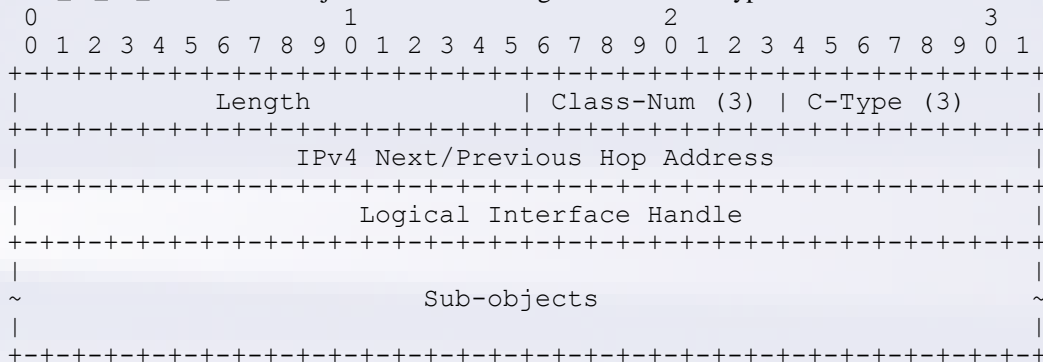 0                   1                   2                   3
 0 1 2 3 4 5 6 7 8 9 0 1 2 3 4 5 6 7 8 9 0 1 2 3 4 5 6 7 8 9 0 1
+-+-+-+-+-+-+-+-+-+-+-+-+-+-+-+-+-+-+-+-+-+-+-+-+-+-+-+-+-+-+-+-+
|            Length             | Class-Num (3) | C-Type (3)    |
+-+-+-+-+-+-+-+-+-+-+-+-+-+-+-+-+-+-+-+-+-+-+-+-+-+-+-+-+-+-+-+-+
|                 IPv4 Next/Previous Hop Address                |
+-+-+-+-+-+-+-+-+-+-+-+-+-+-+-+-+-+-+-+-+-+-+-+-+-+-+-+-+-+-+-+-+
|                     Logical Interface Handle                  |
+-+-+-+-+-+-+-+-+-+-+-+-+-+-+-+-+-+-+-+-+-+-+-+-+-+-+-+-+-+-+-+-+
|                                                               |
~                         Sub-objects                           ~
|                                                               |
+-+-+-+-+-+-+-+-+-+-+-+-+-+-+-+-+-+-+-+-+-+-+-+-+-+-+-+-+-+-+-+-+